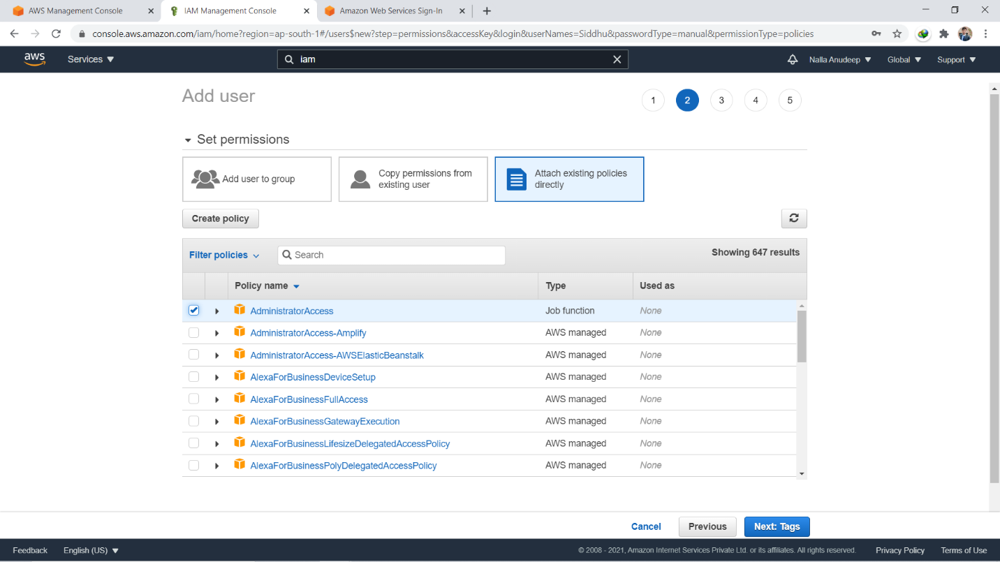 AWS Management Console
IAM Management Console
Amazon Web Services Sign-In
console.aws.amazon.com/iam/home?region=ap-south-1#/users$new?step=permissions&accessKey&login&userNames=Siddhu&passwordType=manual&permissionType=policies
aws
Services
iam
Nalla Anudeep
Global
Support
Add user
1 2 3 4 5
Set permissions
Add user to group
Copy permissions from
existing user
Attach existing policies
directly
Create policy
Filter policies
Search
Showing 647 results
Policy name Type Used as
AdministratorAccess Job function None
AdministratorAccess-Amplify AWS managed None
AdministratorAccess-AWSElasticBeanstalk AWS managed None
AlexaForBusinessDeviceSetup AWS managed None
AlexaForBusinessFullAccess AWS managed None
AlexaForBusinessGatewayExecution AWS managed None
AlexaForBusinessLifesizeDelegatedAccessPolicy AWS managed None
AlexaForBusinessPolyDelegatedAccessPolicy AWS managed None
Cancel Previous Next: Tags
Feedback English (US) © 2008 - 2021, Amazon Internet Services Private Ltd. or its affiliates. All rights reserved. Privacy Policy Terms of Use